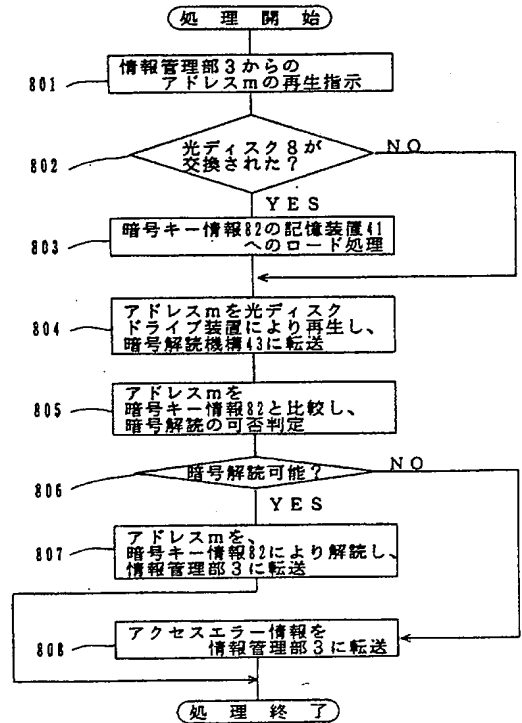 処理開始
801
情報管理部3からの
アドレスmの再生指示
802
光ディスク8が
交換された?
NO
YES
803
暗号キー情報82の記憶装置41
へのロード処理
804
アドレスmを光ディスク
ドライブ装置により再生し、
暗号解読機構43に転送
805
アドレスmを
暗号キー情報82と比較し、
暗号解読の可否判定
806
暗号解読可能?
NO
YES
807
アドレスmを、
暗号キー情報82により解読し、
情報管理部3に転送
808
アクセスエラー情報を
情報管理部3に転送
処理終了